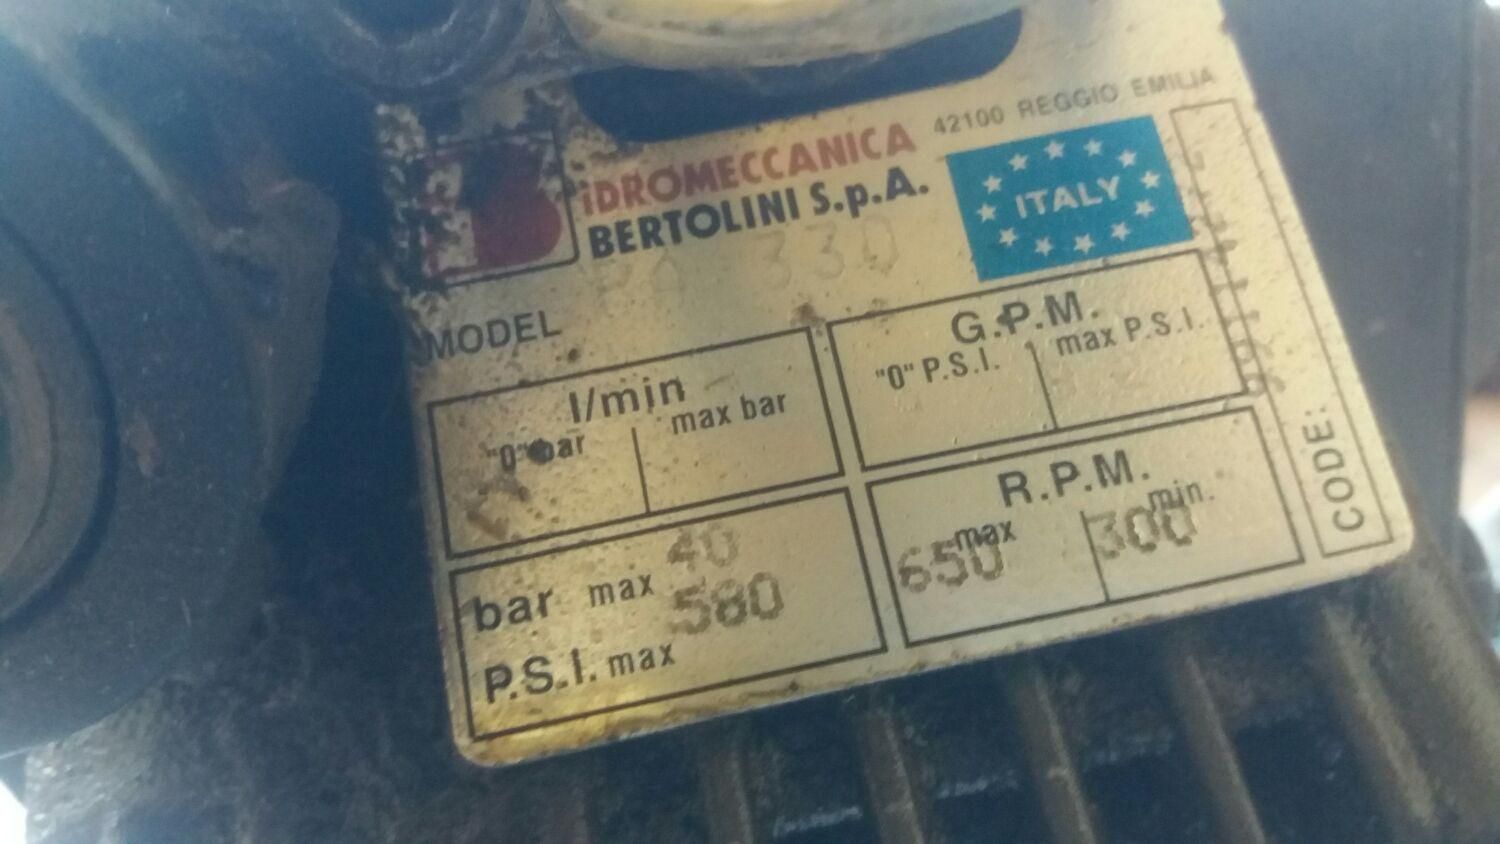 42100 REGGIO EMILIA
iDROMECCANICA
BERTOLINI S.p.A.
ITALY
MODEL PA 330
l/min
"0" bar max bar
G.P.M.
"0" P.S.I. max P.S.I.
bar max 40
P.S.I. max 580
R.P.M.
max min.
650 300
CODE: